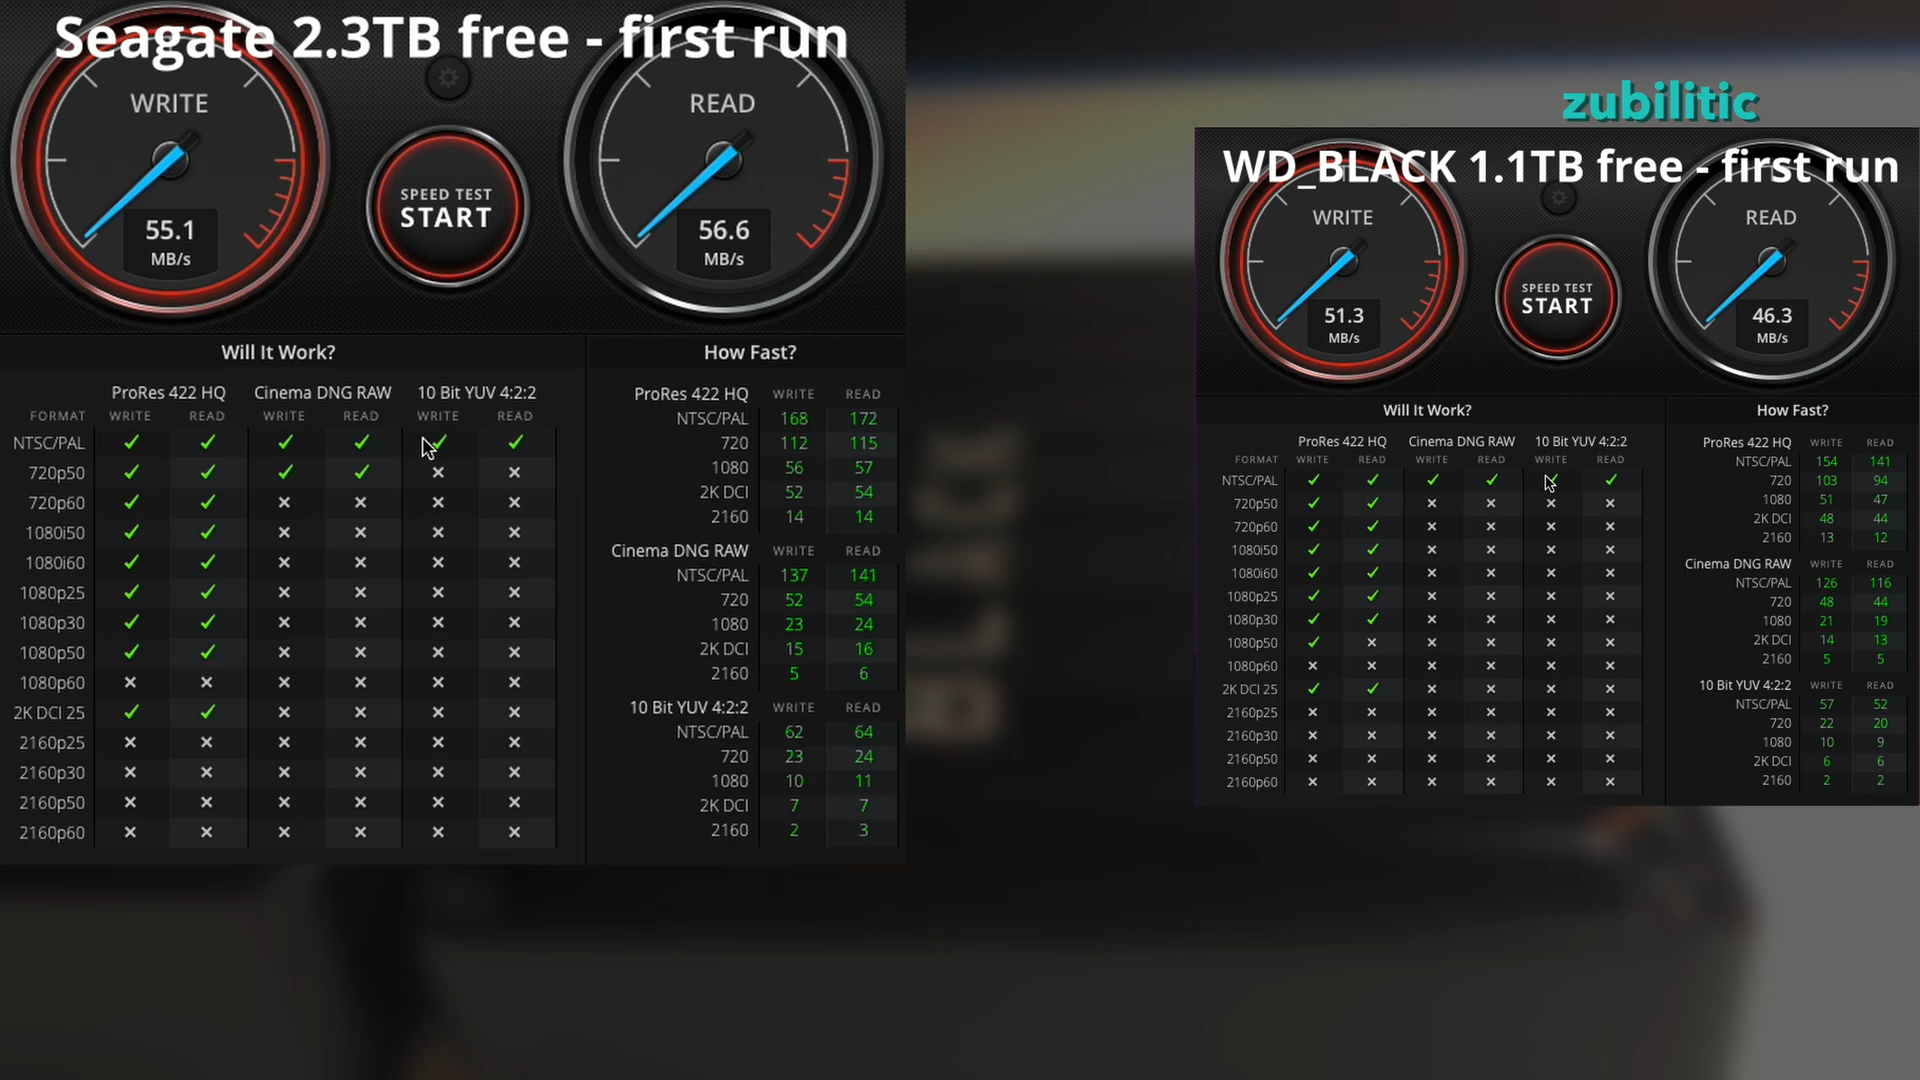 Seagate 2.3TB free - first run
WRITE
55.1
MB/s
SPEED TEST
START
READ
56.6
MB/s
Will It Work?
ProRes 422 HQ Cinema DNG RAW 10 Bit YUV 4:2:2
FORMAT WRITE READ WRITE READ WRITE READ
NTSC/PAL ✓ ✓ ✓ ✓ ✓ ✓
720p50 ✓ ✓ ✓ ✓ × ×
720p60 ✓ ✓ × × × ×
1080i50 ✓ ✓ × × × ×
1080i60 ✓ ✓ × × × ×
1080p25 ✓ ✓ × × × ×
1080p30 ✓ ✓ × × × ×
1080p50 ✓ ✓ × × × ×
1080p60 × × × × × ×
2K DCI 25 ✓ ✓ × × × ×
2160p25 × × × × × ×
2160p30 × × × × × ×
2160p50 × × × × × ×
2160p60 × × × × × ×
How Fast?
ProRes 422 HQ WRITE READ
NTSC/PAL 168 172
720 112 115
1080 56 57
2K DCI 52 54
2160 14 14
Cinema DNG RAW WRITE READ
NTSC/PAL 137 141
720 52 54
1080 23 24
2K DCI 15 16
2160 5 6
10 Bit YUV 4:2:2 WRITE READ
NTSC/PAL 62 64
720 23 24
1080 10 11
2K DCI 7 7
2160 2 3
BLACK
zubilitic
WD_BLACK 1.1TB free - first run
WRITE
51.3
MB/s
SPEED TEST
START
READ
46.3
MB/s
Will It Work?
ProRes 422 HQ Cinema DNG RAW 10 Bit YUV 4:2:2
FORMAT WRITE READ WRITE READ WRITE READ
NTSC/PAL ✓ ✓ ✓ ✓ ✓ ✓
720p50 ✓ ✓ × × × ×
720p60 ✓ ✓ × × × ×
1080i50 ✓ ✓ × × × ×
1080i60 ✓ ✓ × × × ×
1080p25 ✓ ✓ × × × ×
1080p30 ✓ ✓ × × × ×
1080p50 ✓ × × × × ×
1080p60 × × × × × ×
2K DCI 25 ✓ ✓ × × × ×
2160p25 × × × × × ×
2160p30 × × × × × ×
2160p50 × × × × × ×
2160p60 × × × × × ×
How Fast?
ProRes 422 HQ WRITE READ
NTSC/PAL 154 141
720 103 94
1080 51 47
2K DCI 48 44
2160 13 12
Cinema DNG RAW WRITE READ
NTSC/PAL 126 116
720 48 44
1080 21 19
2K DCI 14 13
2160 5 5
10 Bit YUV 4:2:2 WRITE READ
NTSC/PAL 57 52
720 22 20
1080 10 9
2K DCI 6 6
2160 2 2